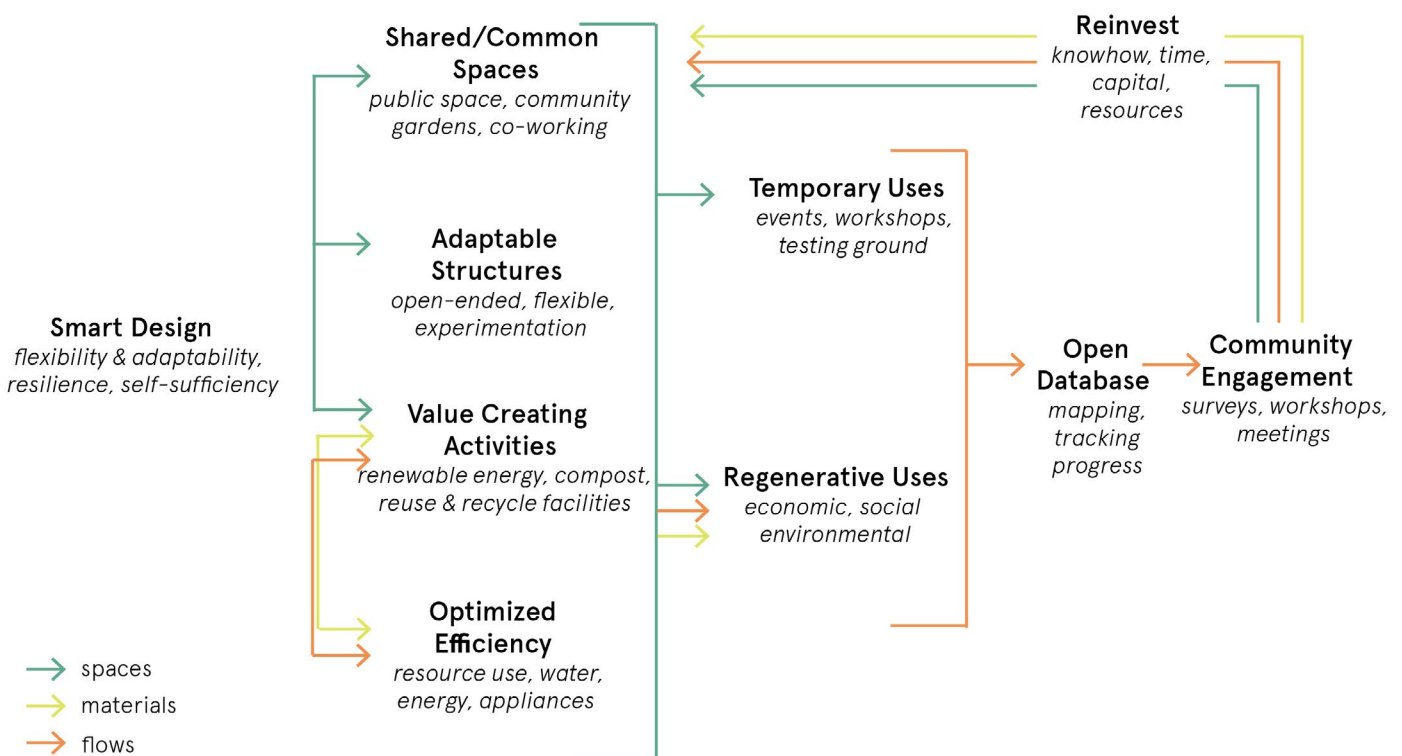 Shared/Common
Spaces
public space, community
gardens, co-working
Adaptable
Structures
open-ended, flexible,
experimentation
Smart Design
flexibility & adaptability,
resilience, self-sufficiency
Value Creating
Activities
renewable energy, compost,
reuse & recycle facilities
Optimized
Efficiency
resource use, water,
energy, appliances
Temporary Uses
events, workshops,
testing ground
Regenerative Uses
economic, social
environmental
Reinvest
knowhow, time,
capital,
resources
Open
Database
mapping,
tracking
progress
Community
Engagement
surveys, workshops,
meetings
spaces
materials
flows